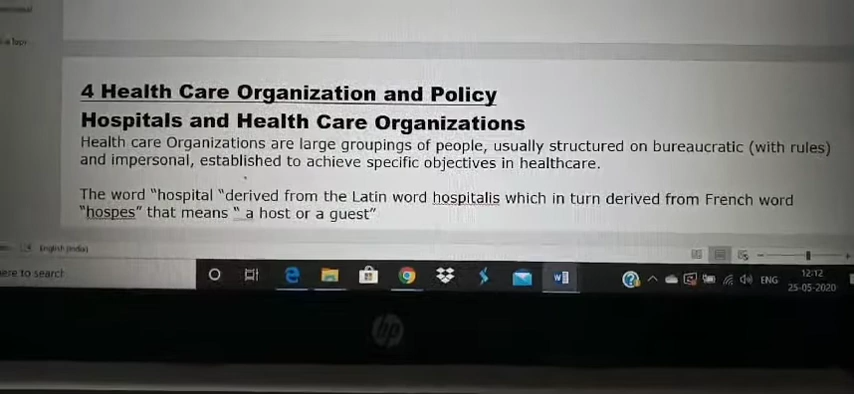 4 Health Care Organization and Policy
Hospitals and Health Care Organizations
Health care Organizations are large groupings of people, usually structured on bureaucratic (with rules)
and impersonal, established to achieve specific objectives in healthcare.
The word "hospital "derived from the Latin word hospitalis which in turn derived from French word
"hospes" that means " a host or a guest"
English (India)
ere to search
ENG
12:12
25-05-2020
hp